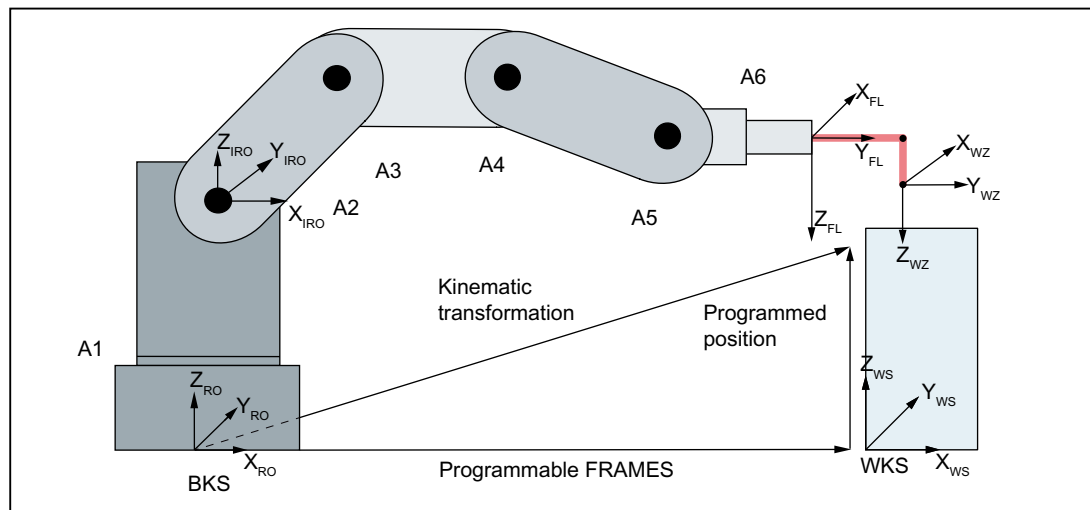 A6
X_FL
Z_IRO
Y_IRO
A3
A4
Y_FL
X_WZ
X_IRO
A2
A5
Z_FL
Y_WZ
Z_WZ
Kinematic
transformation
Programmed
position
A1
Z_RO
Y_RO
Z_WS
Y_WS
X_RO
BKS
Programmable FRAMES
WKS
X_WS